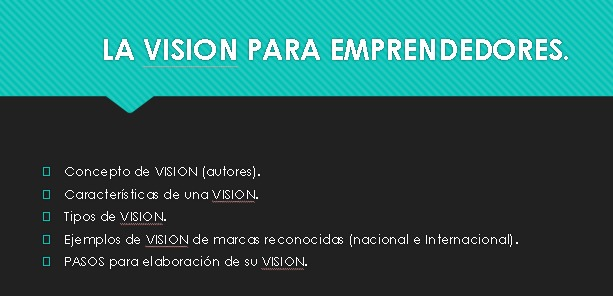 LA VISION PARA EMPRENDEDORES.
Concepto de VISION (autores).
Características de una VISION.
Tipos de VISION.
Ejemplos de VISION de marcas reconocidas (nacional e Internacional).
PASOS para elaboración de su VISION.